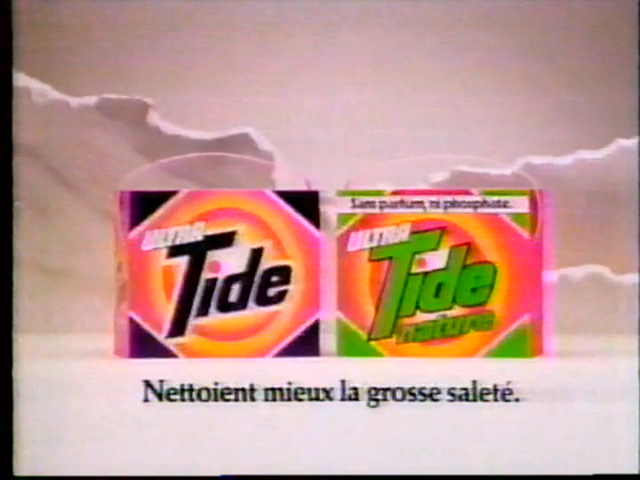 Sans parfum, ni phosphate.
ULTRA
Tide
ULTRA
Tide
nature
Nettoient mieux la grosse saleté.